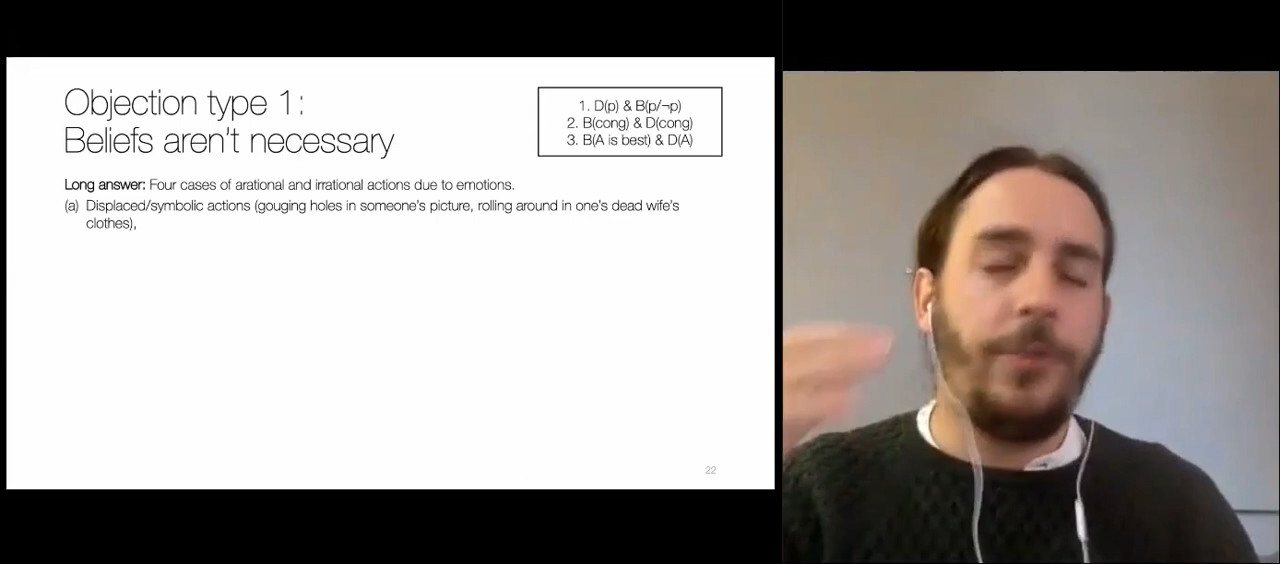 Objection type 1:
Beliefs aren't necessary
1. D(p) & B(p/¬p)
2. B(cong) & D(cong)
3. B(A is best) & D(A)
Long answer: Four cases of arational and irrational actions due to emotions.
(a) Displaced/symbolic actions (gouging holes in someone's picture, rolling around in one's dead wife's
clothes),
22